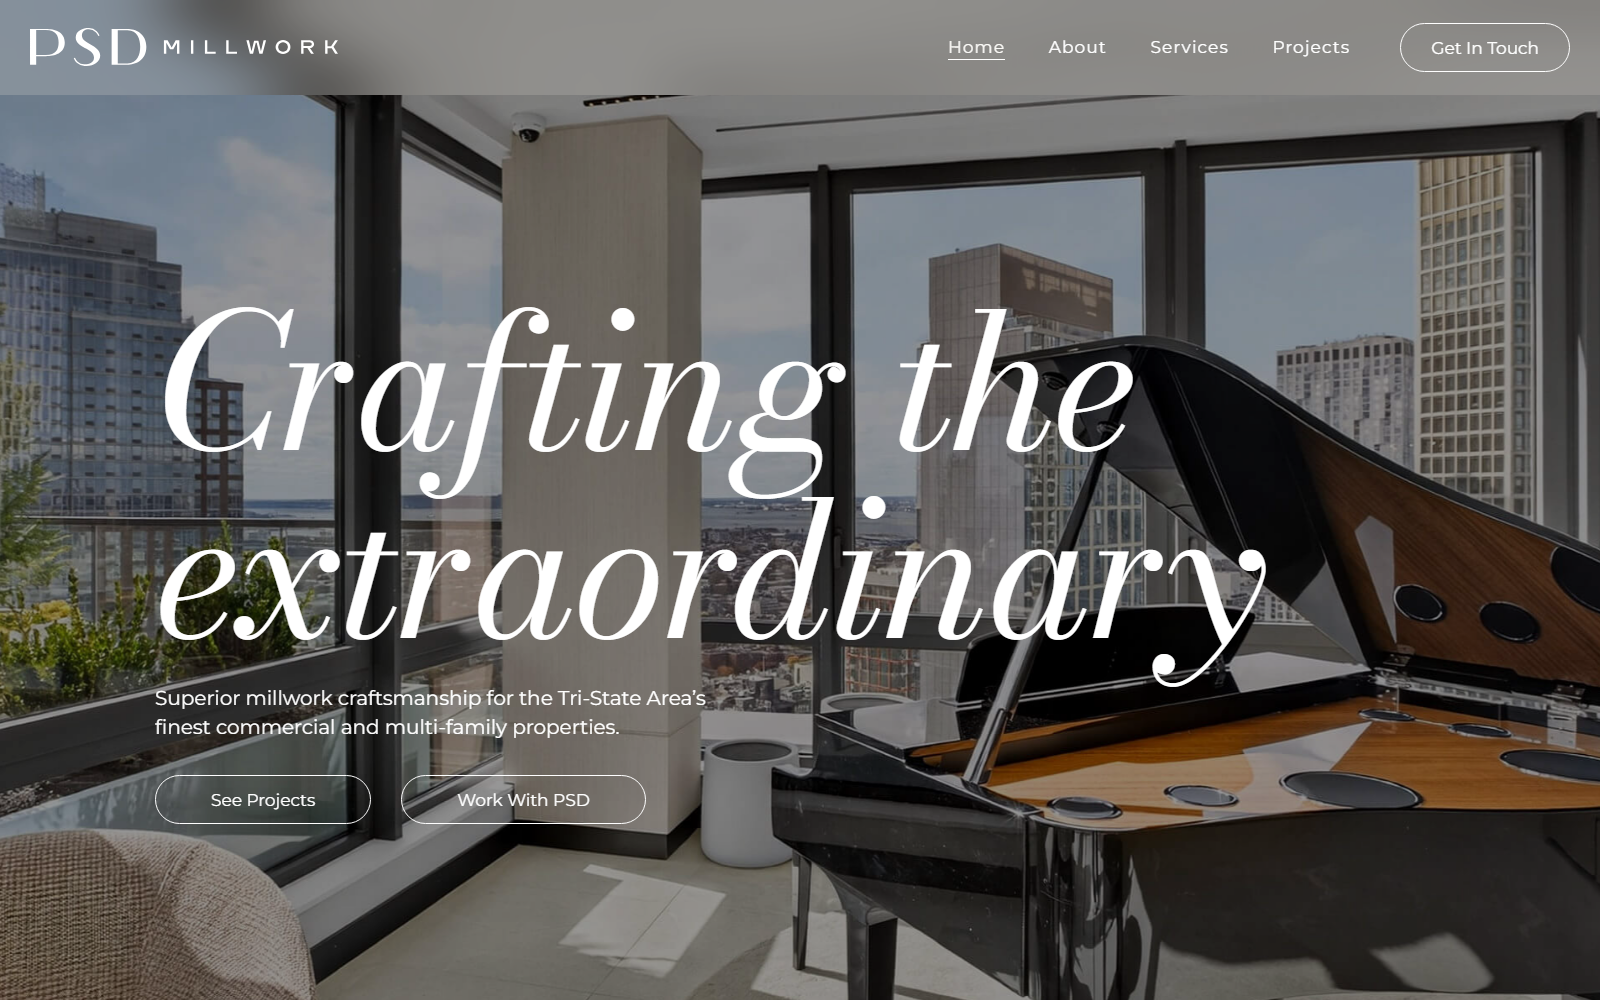 PSD MILLWORK
Home About Services Projects Get In Touch
Crafting the
extraordinary
Superior millwork craftsmanship for the Tri-State Area’s
finest commercial and multi-family properties.
See Projects Work With PSD